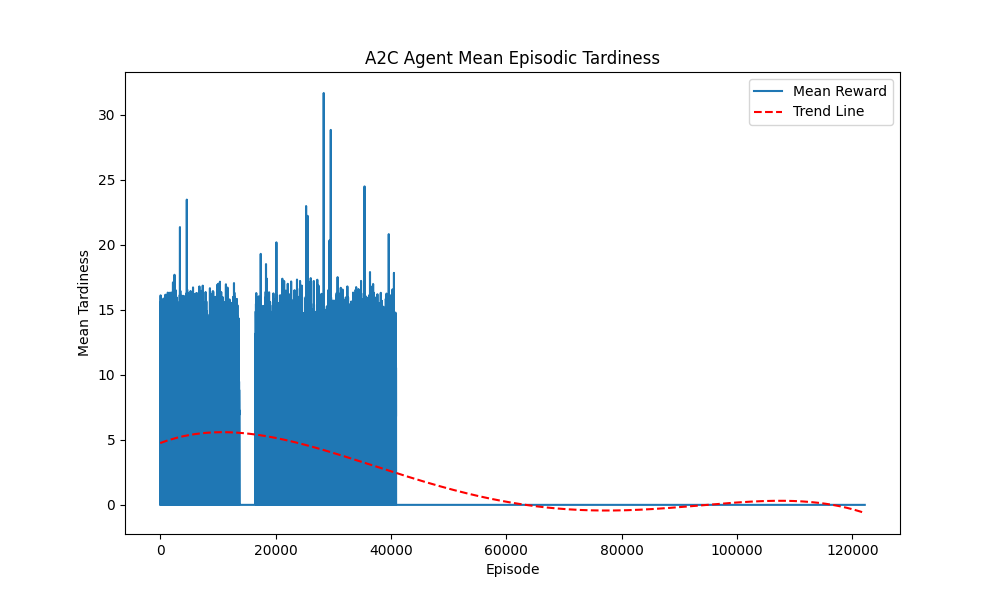 A2C Agent Mean Episodic Tardiness
Mean Reward
Trend Line
Mean Tardiness
30
25
20
15
10
5
0
0
20000
40000
60000
80000
100000
120000
Episode